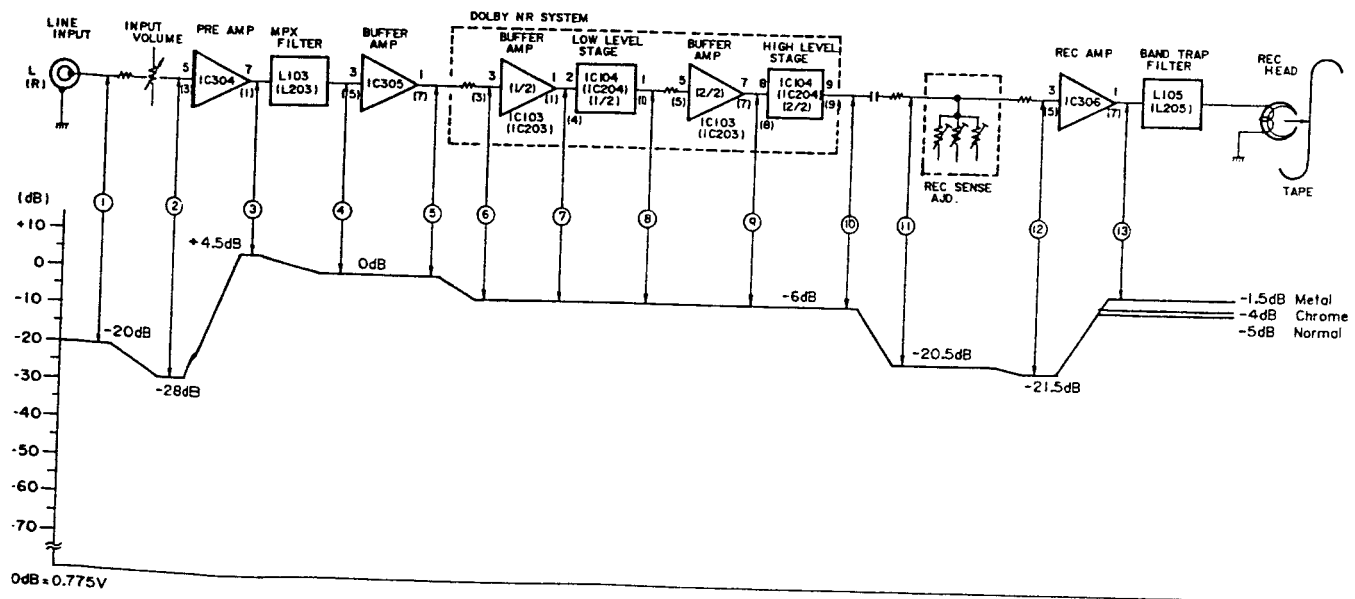 DOLBY NR SYSTEM
LINE
INPUT
INPUT
VOLUME
PRE AMP
MPX
FILTER
BUFFER
AMP
BUFFER
AMP
LOW LEVEL
STAGE
BUFFER
AMP
HIGH LEVEL
STAGE
REC AMP
BAND TRAP
FILTER
REC
HEAD
L
(R)
5
(3)
IC304
7
(1)
L103
(L203)
3
(5)
IC305
1
(7)
3
(3)
(1/2)
IC103
(IC203)
1
(1)
2
(4)
IC104
(IC204)
(1/2)
1
5
(5)
(2/2)
IC103
(IC203)
7
(7)
8
(8)
IC104
(IC204
(2/2)
9
(9)
REC SENSE
AJD.
3
(5)
IC306
1
(7)
L105
(L205)
TAPE
1
2
3
4
5
6
7
8
9
10
11
12
13
(dB)
+10
0
-10
-20
-30
-40
-50
-60
-70
-20dB
-28dB
+4.5dB
0dB
-6dB
-20.5dB
-21.5dB
-1.5dB Metal
-4dB Chrome
-5dB Normal
0dB=0.775V